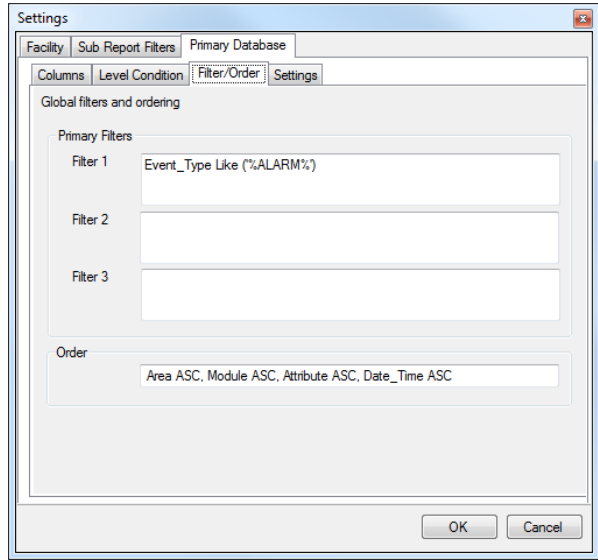 Settings
Facility Sub Report Filters Primary Database
Columns Level Condition Filter/Order Settings
Global filters and ordering
Primary Filters
Filter 1 Event_Type Like ('%ALARM%')
Filter 2
Filter 3
Order
Area ASC, Module ASC, Attribute ASC, Date_Time ASC
OK Cancel